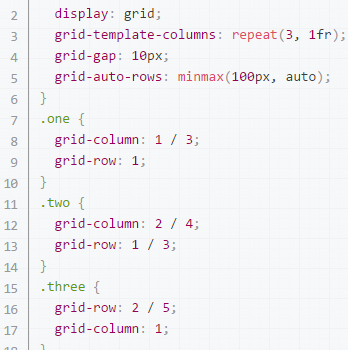 2 display: grid;
3 grid-template-columns: repeat(3, 1fr);
4 grid-gap: 10px;
5 grid-auto-rows: minmax(100px, auto);
6 }
7 .one {
8 grid-column: 1 / 3;
9 grid-row: 1;
10 }
11 .two {
12 grid-column: 2 / 4;
13 grid-row: 1 / 3;
14 }
15 .three {
16 grid-row: 2 / 5;
17 grid-column: 1;
18 }